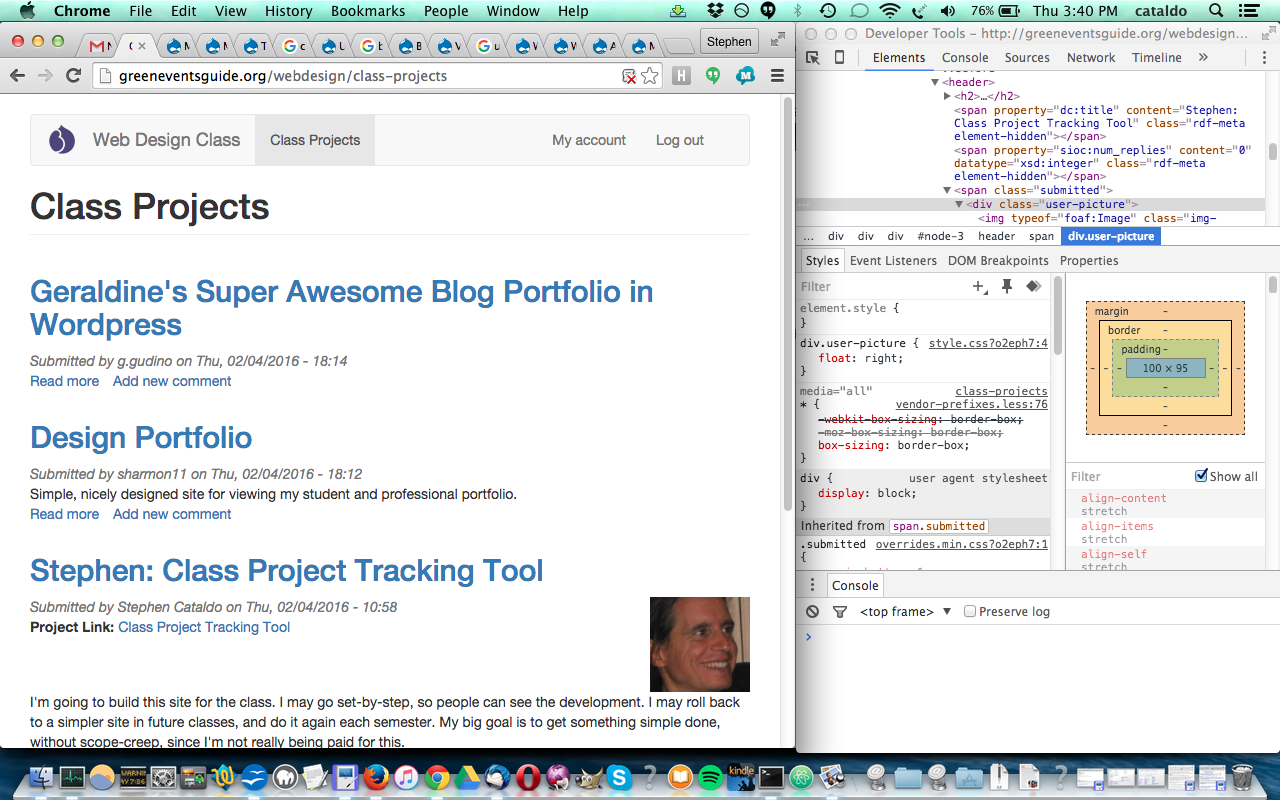 Chrome File Edit View History Bookmarks People Window Help 76% Thu 3:40 PM cataldo
M N C × M M T c U b B V u W W A M Stephen
Developer Tools - http://greeneventsguide.org/webdesign...
greeneventsguide.org/webdesign/class-projects H M
Elements Console Sources Network Timeline »
Web Design Class Class Projects My account Log out
Class Projects
Geraldine's Super Awesome Blog Portfolio in
Wordpress
Submitted by g.gudino on Thu, 02/04/2016 - 18:14
Read more Add new comment
Design Portfolio
Submitted by sharmon11 on Thu, 02/04/2016 - 18:12
Simple, nicely designed site for viewing my student and professional portfolio.
Read more Add new comment
Stephen: Class Project Tracking Tool
Submitted by Stephen Cataldo on Thu, 02/04/2016 - 10:58
Project Link: Class Project Tracking Tool
I'm going to build this site for the class. I may go set-by-step, so people can see the development. I may roll back
to a simpler site in future classes, and do it again each semester. My big goal is to get something simple done,
without scope-creep, since I'm not really being paid for this.
<header>
<h2>…</h2>
<span property="dc:title" content="Stephen:
Class Project Tracking Tool" class="rdf-meta
element-hidden"></span>
<span property="sioc:num_replies" content="0"
datatype="xsd:integer" class="rdf-meta
element-hidden"></span>
<span class="submitted">
<div class="user-picture">
<img typeof="foaf:Image" class="img-
... div div div #node-3 header span div.user-picture
Styles Event Listeners DOM Breakpoints Properties
Filter
element.style {
}
div.user-picture { style.css?o2eph7:4
float: right;
}
media="all" class-projects
* { vendor-prefixes.less:76
-webkit-box-sizing: border-box;
-moz-box-sizing: border-box;
box-sizing: border-box;
}
div { user agent stylesheet
display: block;
}
Inherited from span.submitted
.submitted overrides.min.css?o2eph7:1
{
margin -
border -
padding -
- - - 100 × 95 - - -
-
-
-
Filter Show all
align-content
stretch
align-items
stretch
align-self
stretch
Console
<top frame> ▼ Preserve log
>
WARNIN
AY 7:36
kindle